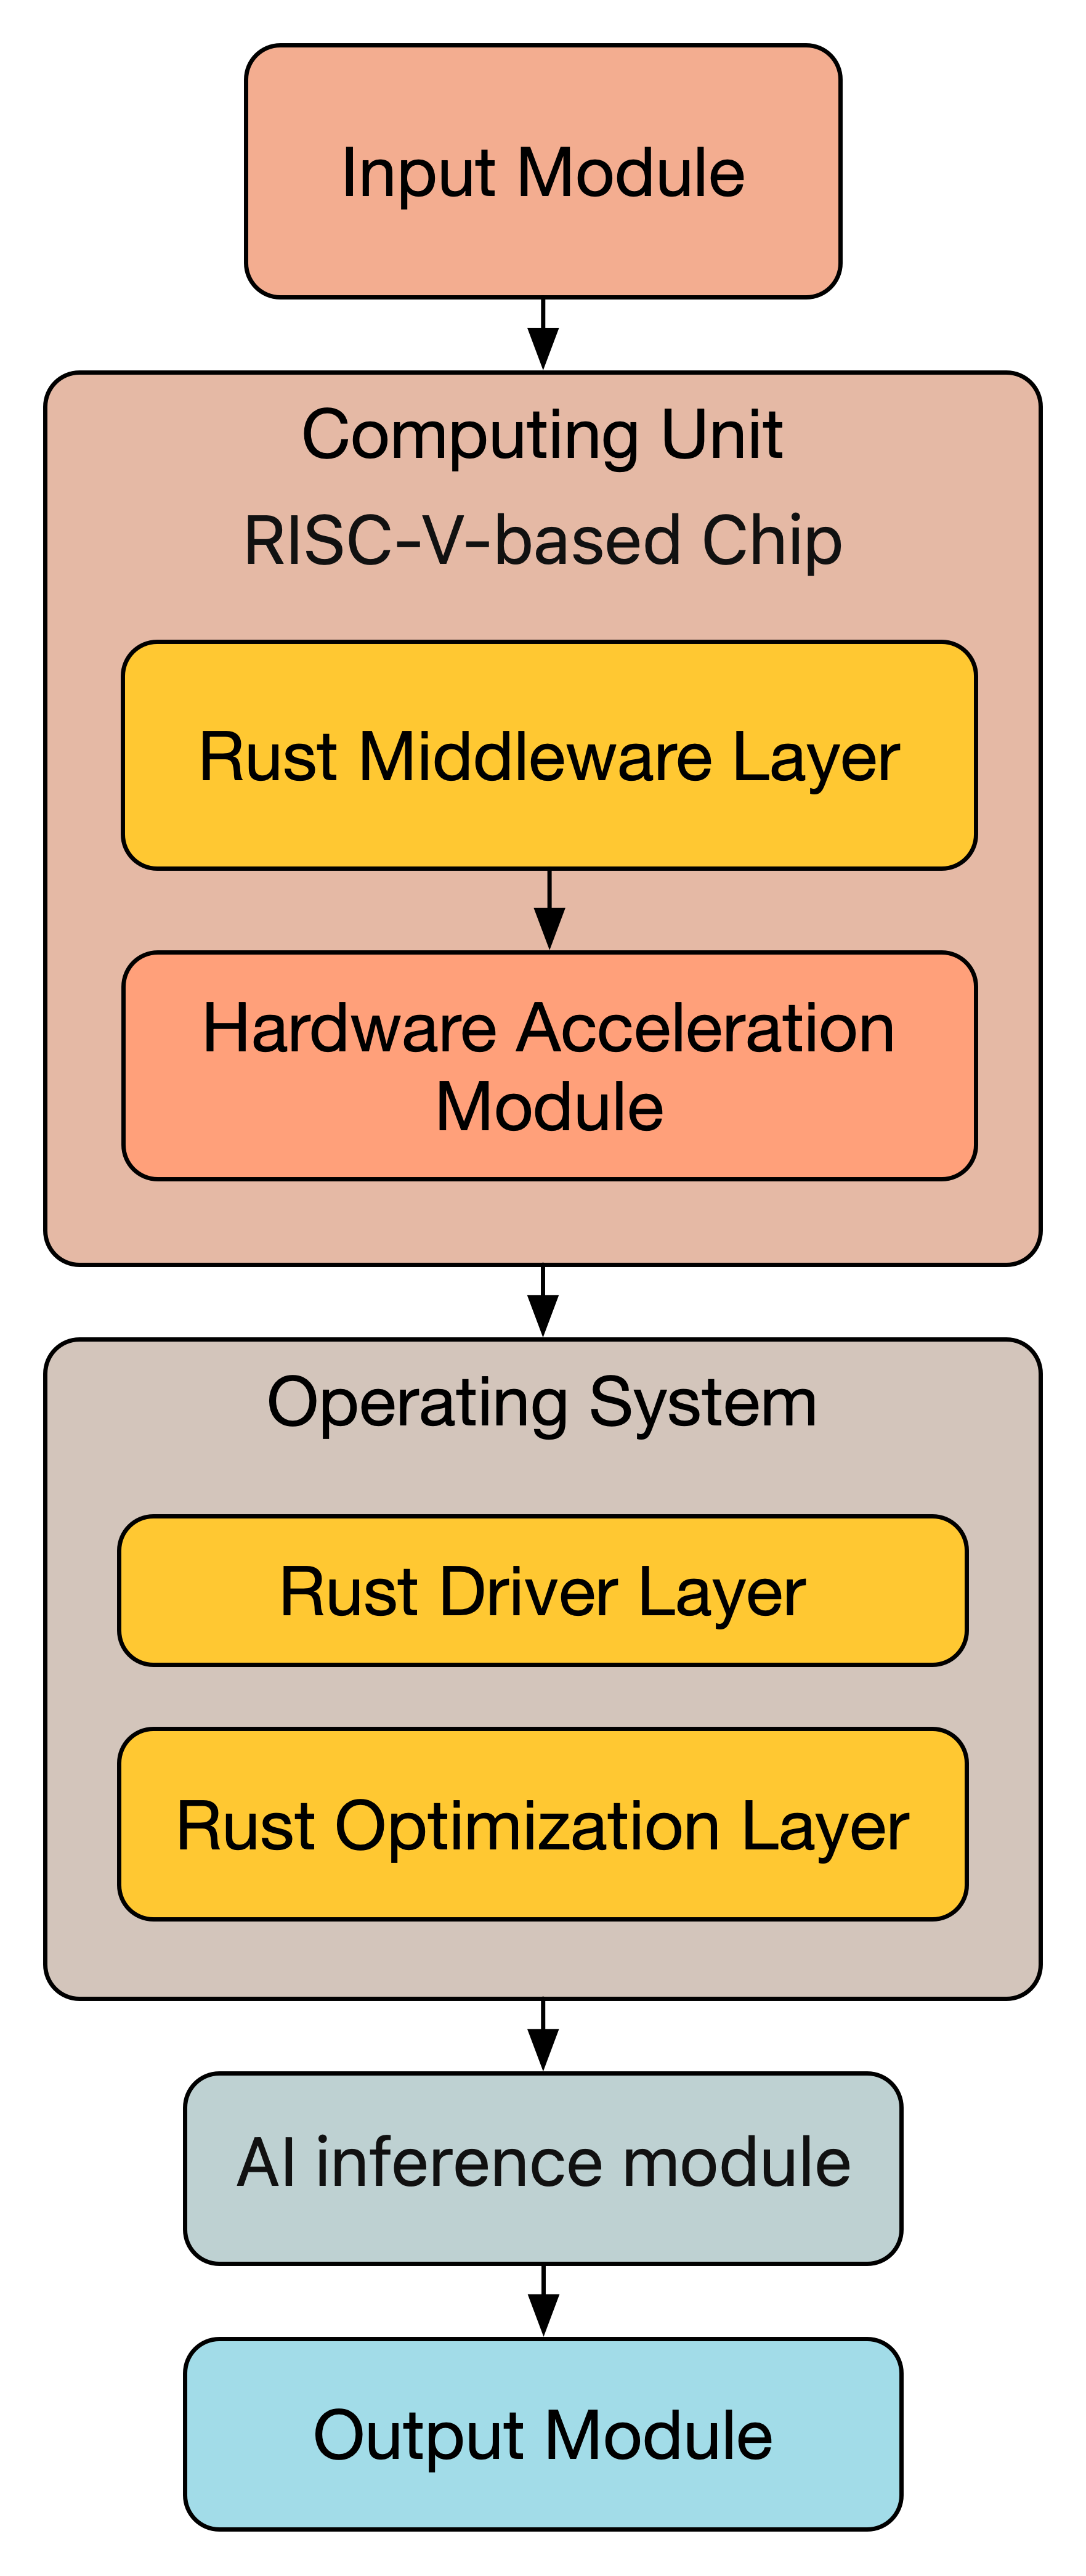 Input Module
Computing Unit
RISC-V-based Chip
Rust Middleware Layer
Hardware Acceleration
Module
Operating System
Rust Driver Layer
Rust Optimization Layer
AI inference module
Output Module